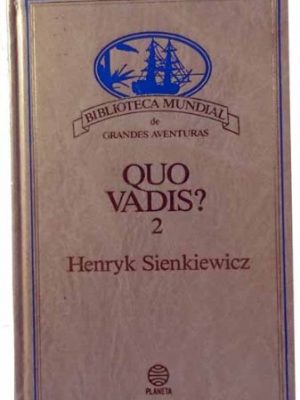 BIBLIOTECA MUNDIAL
de
GRANDES AVENTURAS
QUO
VADIS?
2
Henryk Sienkiewicz
PLANETA